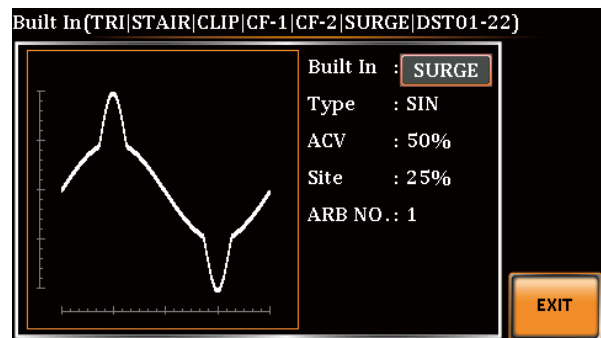 Built In(TRI|STAIR|CLIP|CF-1|CF-2|SURGE|DST01-22)
Built In : SURGE
Type : SIN
ACV : 50%
Site : 25%
ARB NO.: 1
EXIT